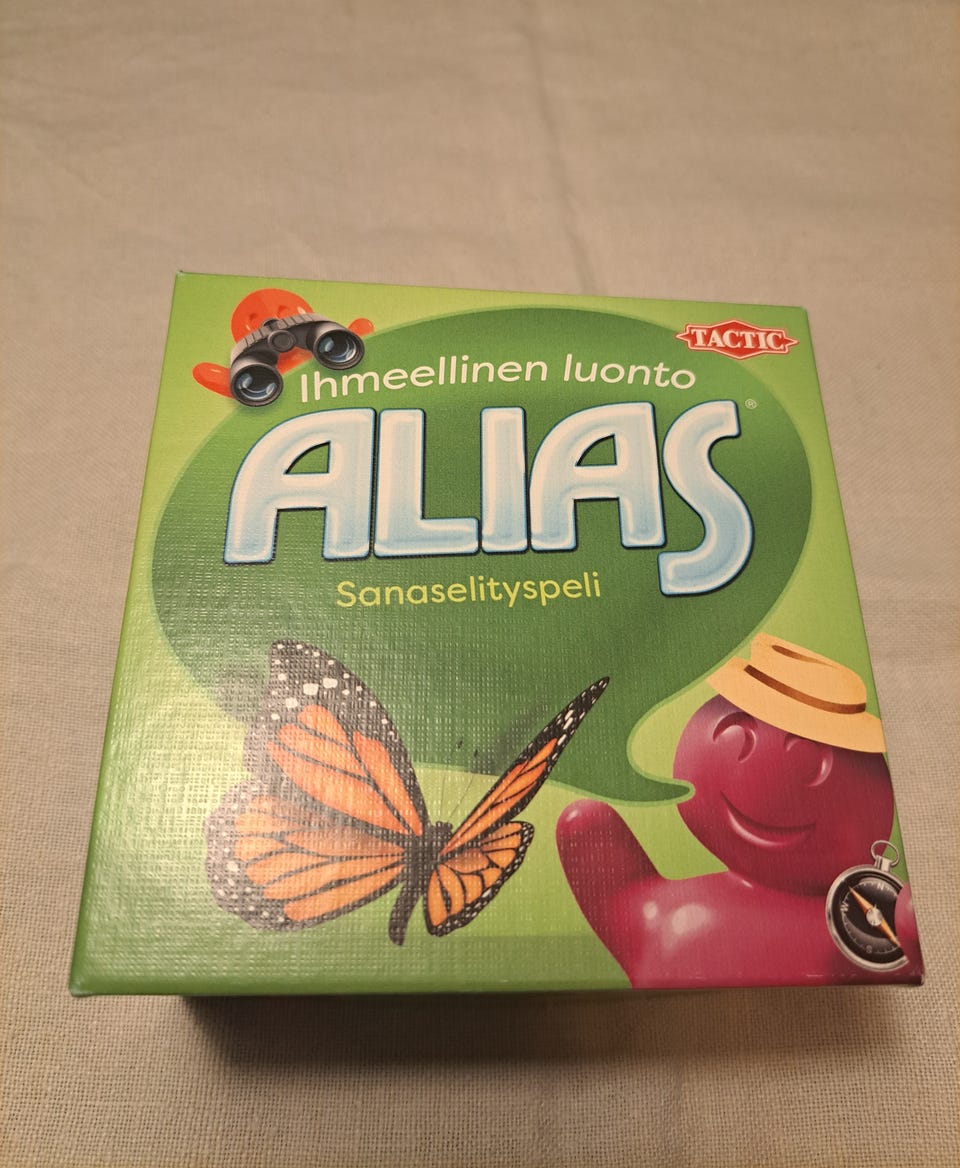 TACTIC
Ihmeellinen luonto
ALIAS®
Sanaselityspeli
N
W
S